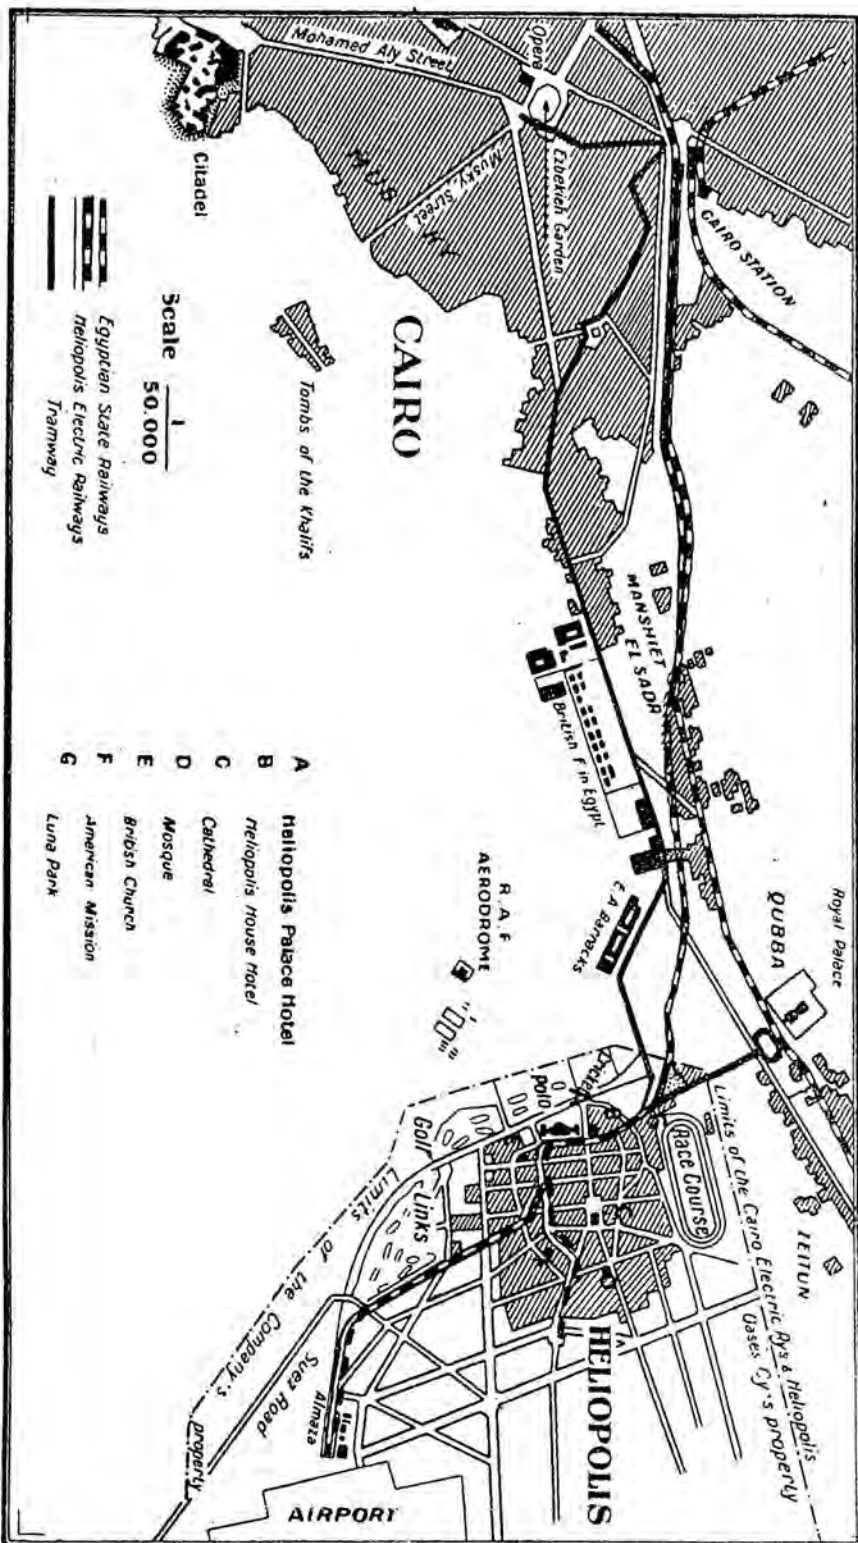 Mohamed Aly Street
Opera
Ezbekieh Garden
Musky Street
MUSKY
Citadel
CAIRO STATION
CAIRO
Tombs of the Khalifs
Scale
1
50.000
Egyptian State Railways
Heliopolis Electric Railways
Tramway
MANSHIET
EL SADR
British F in Egypt
E.A. Barracks
R.A.F
AERODROME
Royal Palace
QUBBA
ZEITUN
A Heliopolis Palace Hotel
B Heliopolis House Hotel
C Cathedral
D Mosque
E British Church
F American Mission
G Luna Park
Cricket
Polo
Golf Links
Race Course
Limits of the Cairo Electric Rys & Heliopolis
Oases Cy's property
HELIOPOLIS
Limits of the Company's property
Suez Road
Almaza
AIRPORT